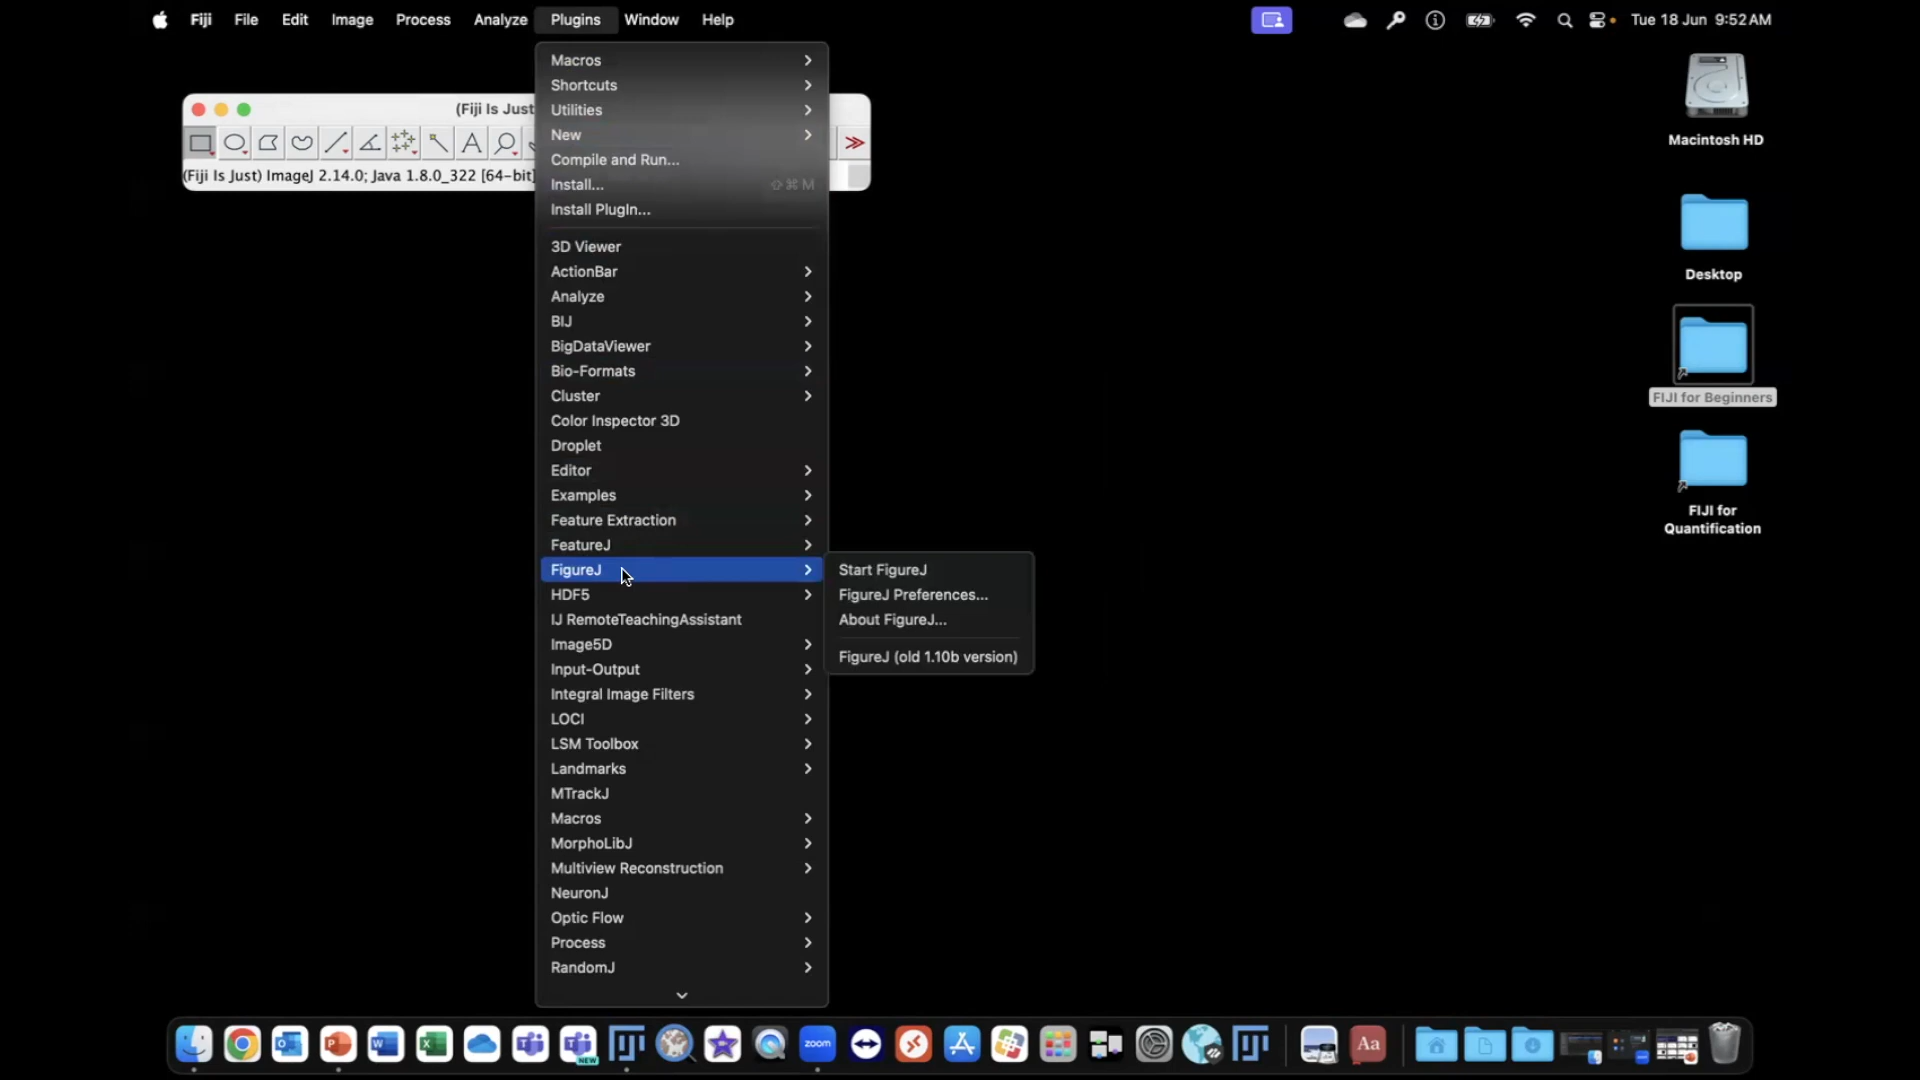 Fiji File Edit Image Process Analyze Plugins Window Help Tue 18 Jun 9:52 AM
(Fiji Is Just
(Fiji Is Just) ImageJ 2.14.0; Java 1.8.0_322 [64-bit]
Macros
Shortcuts
Utilities
New
Compile and Run...
Install... ⇧⌘M
Install PlugIn...
3D Viewer
ActionBar
Analyze
BIJ
BigDataViewer
Bio-Formats
Cluster
Color Inspector 3D
Droplet
Editor
Examples
Feature Extraction
FeatureJ
FigureJ
HDF5
IJ RemoteTeachingAssistant
Image5D
Input-Output
Integral Image Filters
LOCI
LSM Toolbox
Landmarks
MTrackJ
Macros
MorphoLibJ
Multiview Reconstruction
NeuronJ
Optic Flow
Process
RandomJ
Start FigureJ
FigureJ Preferences...
About FigureJ...
FigureJ (old 1.10b version)
Macintosh HD
Desktop
FIJI for Beginners
FIJI for
Quantification
zoom
NEW
Aa